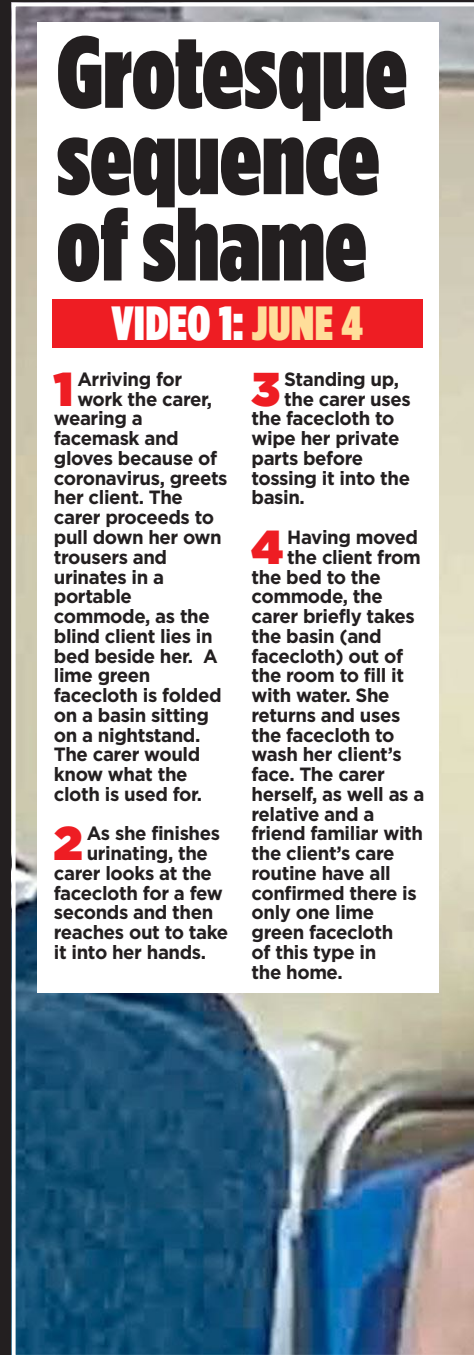 Grotesque
sequence
of shame
VIDEO 1: JUNE 4
1 Arriving for
work the carer,
wearing a
facemask and
gloves because of
coronavirus, greets
her client. The
carer proceeds to
pull down her own
trousers and
urinates in a
portable
commode, as the
blind client lies in
bed beside her. A
lime green
facecloth is folded
on a basin sitting
on a nightstand.
The carer would
know what the
cloth is used for.
2 As she finishes
urinating, the
carer looks at the
facecloth for a few
seconds and then
reaches out to take
it into her hands.
3 Standing up,
the carer uses
the facecloth to
wipe her private
parts before
tossing it into the
basin.
4 Having moved
the client from
the bed to the
commode, the
carer briefly takes
the basin (and
facecloth) out of
the room to fill it
with water. She
returns and uses
the facecloth to
wash her client's
face. The carer
herself, as well as a
relative and a
friend familiar with
the client's care
routine have all
confirmed there is
only one lime
green facecloth
of this type in
the home.